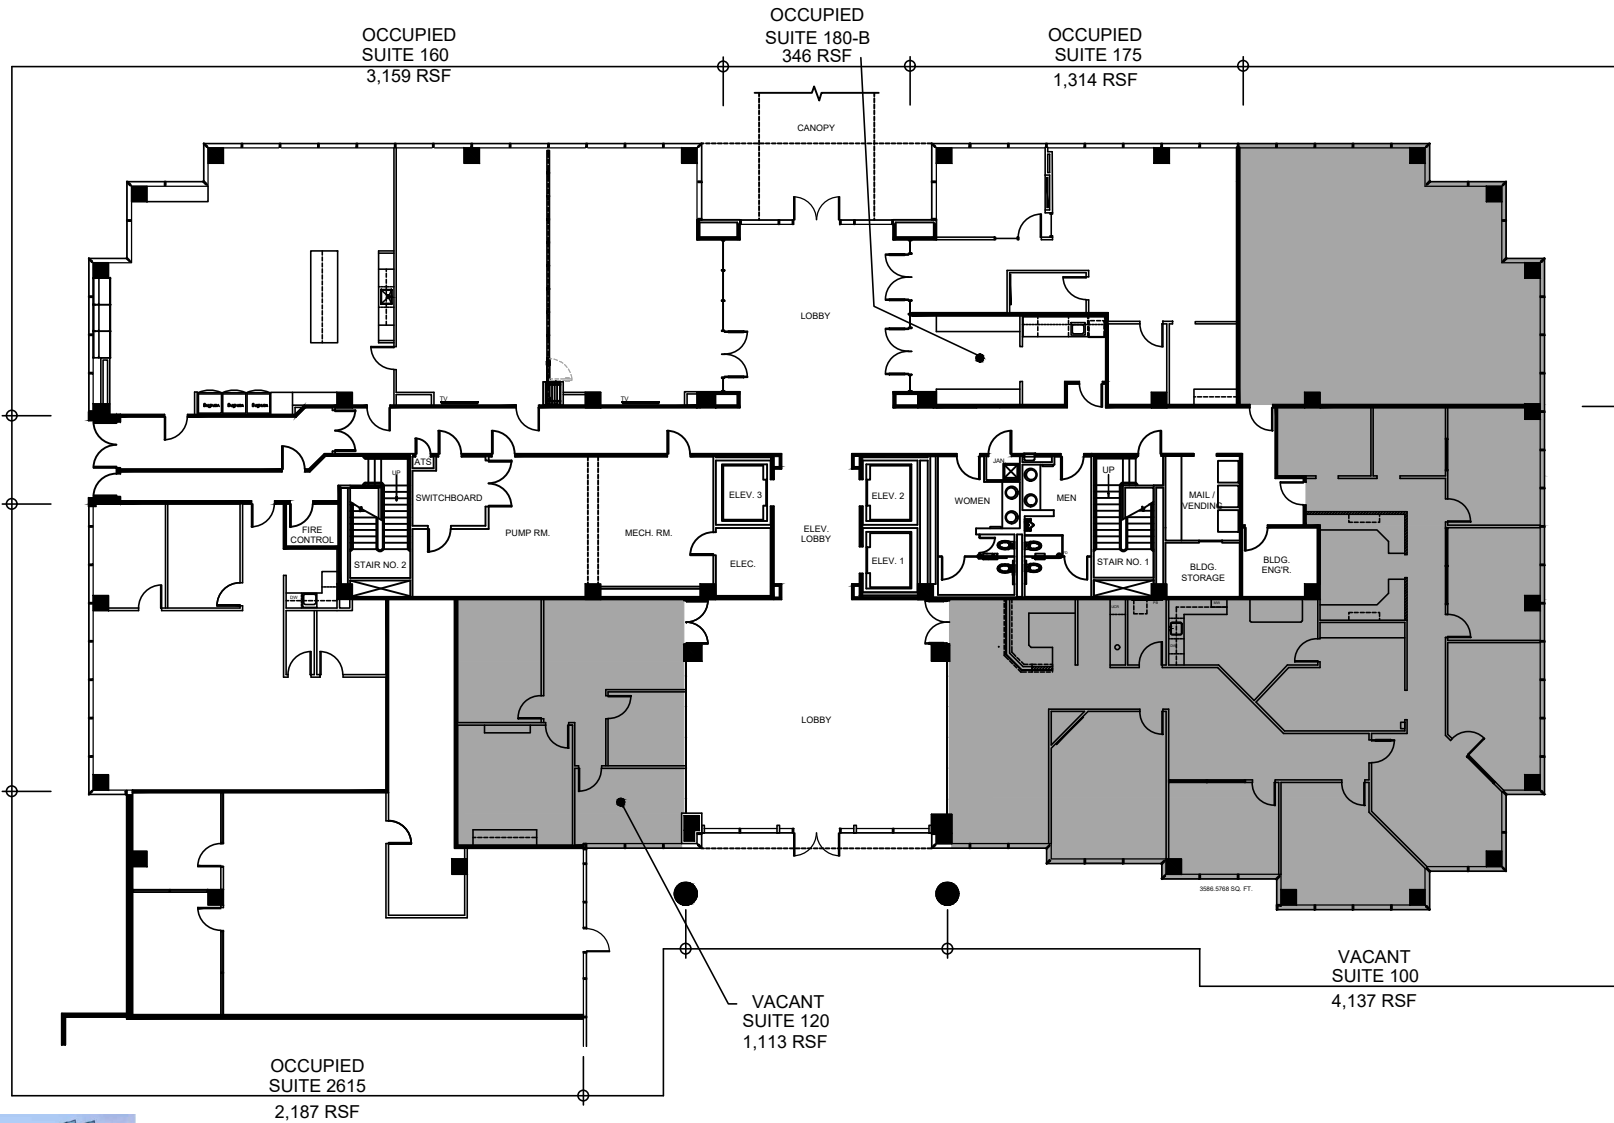 OCCUPIED
SUITE 160
3,159 RSF
OCCUPIED
SUITE 180-B
346 RSF
OCCUPIED
SUITE 175
1,314 RSF
CANOPY
LOBBY
TV
TV
UP
ATS
SWITCHBOARD
PUMP RM.
MECH. RM.
ELEV. 3
ELEC.
ELEV.
LOBBY
ELEV. 2
ELEV. 1
WOMEN
JAN
MEN
UP
STAIR NO. 1
MAIL /
VENDING
BLDG.
STORAGE
BLDG.
ENG'R.
FIRE
CONTROL
STAIR NO. 2
DW
LOBBY
3586.5768 SQ. FT.
VACANT
SUITE 100
4,137 RSF
VACANT
SUITE 120
1,113 RSF
OCCUPIED
SUITE 2615
2,187 RSF